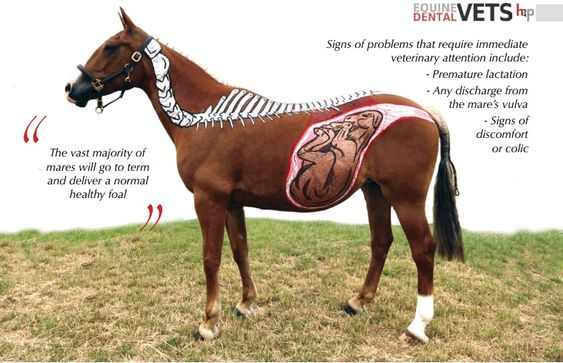 EQUINE
DENTAL VETS h&p
Signs of problems that require immediate
veterinary attention include:
- Premature lactation
- Any discharge from
the mare's vulva
- Signs of
discomfort
or colic
"
The vast majority of
mares will go to term
and deliver a normal
healthy foal
"